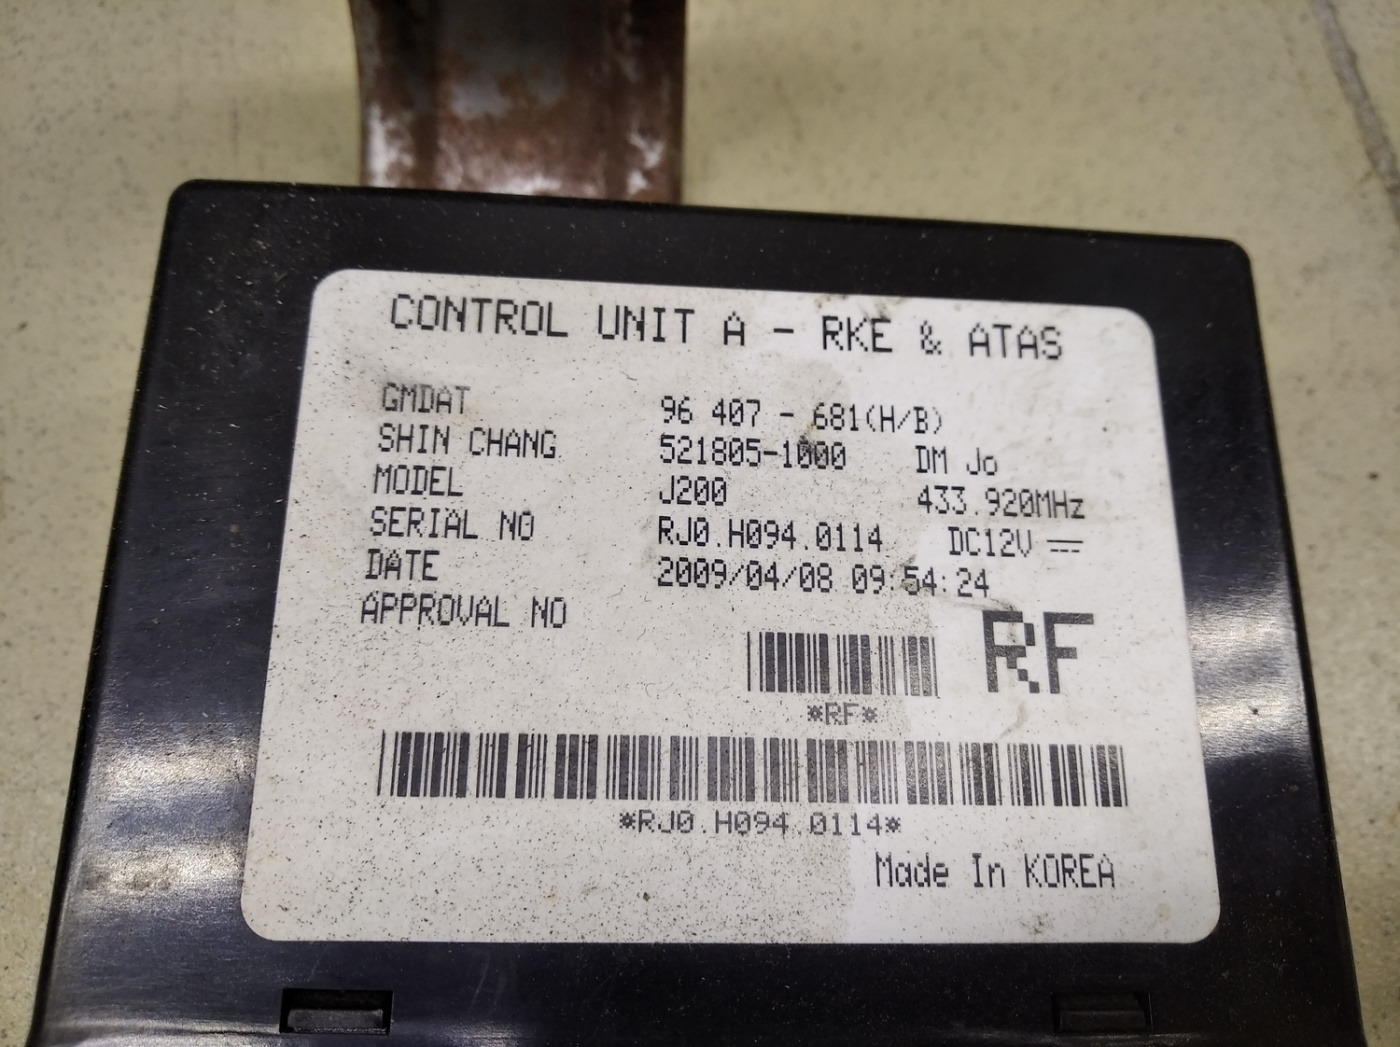 CONTROL UNIT A - RKE & ATAS
GMDAT 96 407 - 681(H/B)
SHIN CHANG 521805-1000 DM Jo
MODEL J200 433.920MHz
SERIAL NO RJ0.H094.0114 DC12V
DATE 2009/04/08 09:54:24
APPROVAL NO
RF
*RF*
*RJ0.H094.0114*
Made In KOREA